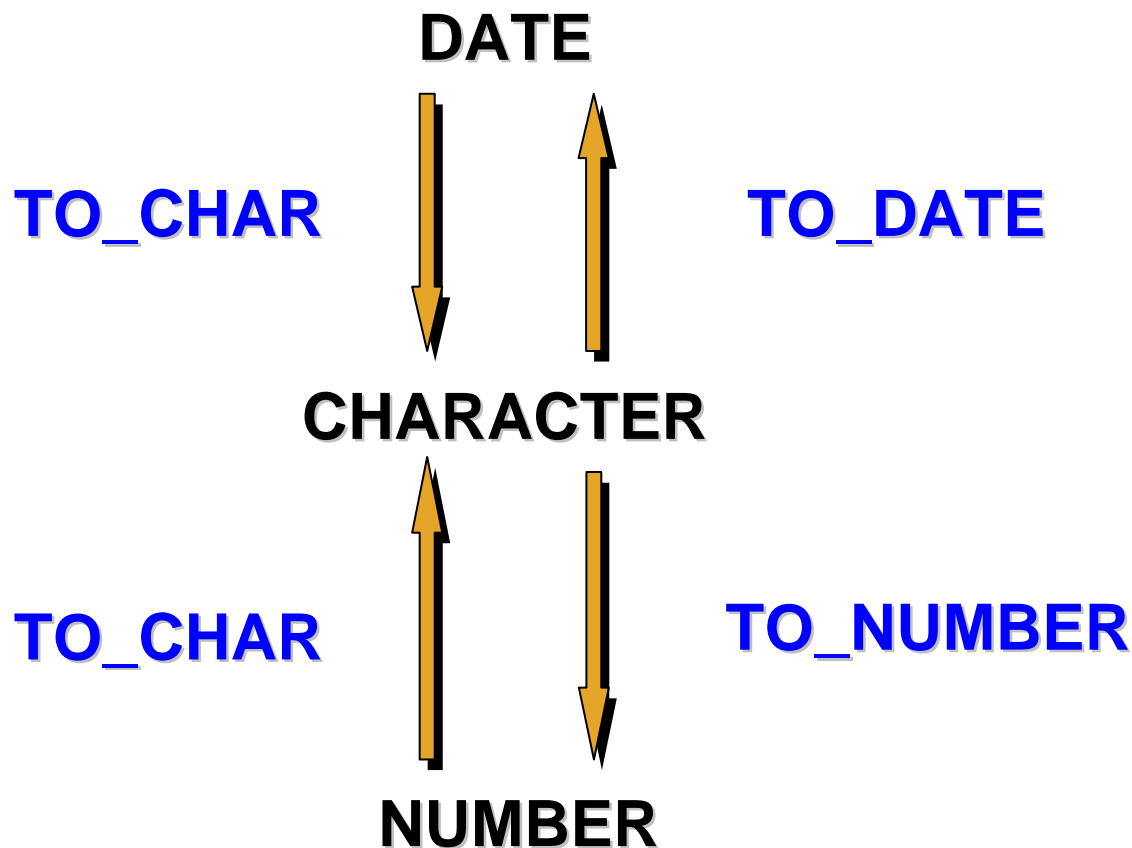 DATE
TO_CHAR
TO_DATE
CHARACTER
TO_CHAR
TO_NUMBER
NUMBER